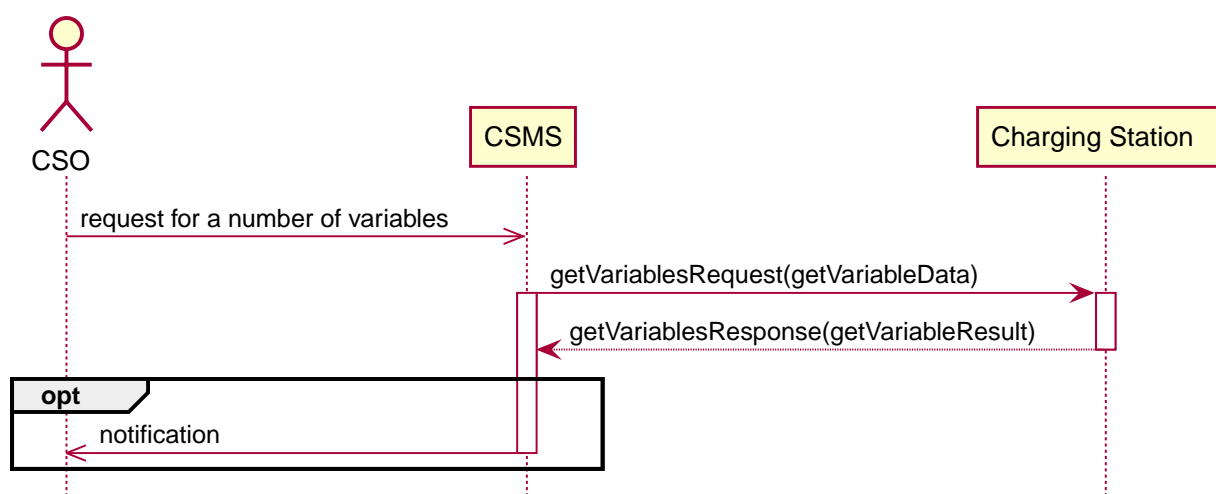 CSO
CSMS
Charging Station
request for a number of variables
getVariablesRequest(getVariableData)
getVariablesResponse(getVariableResult)
opt
notification